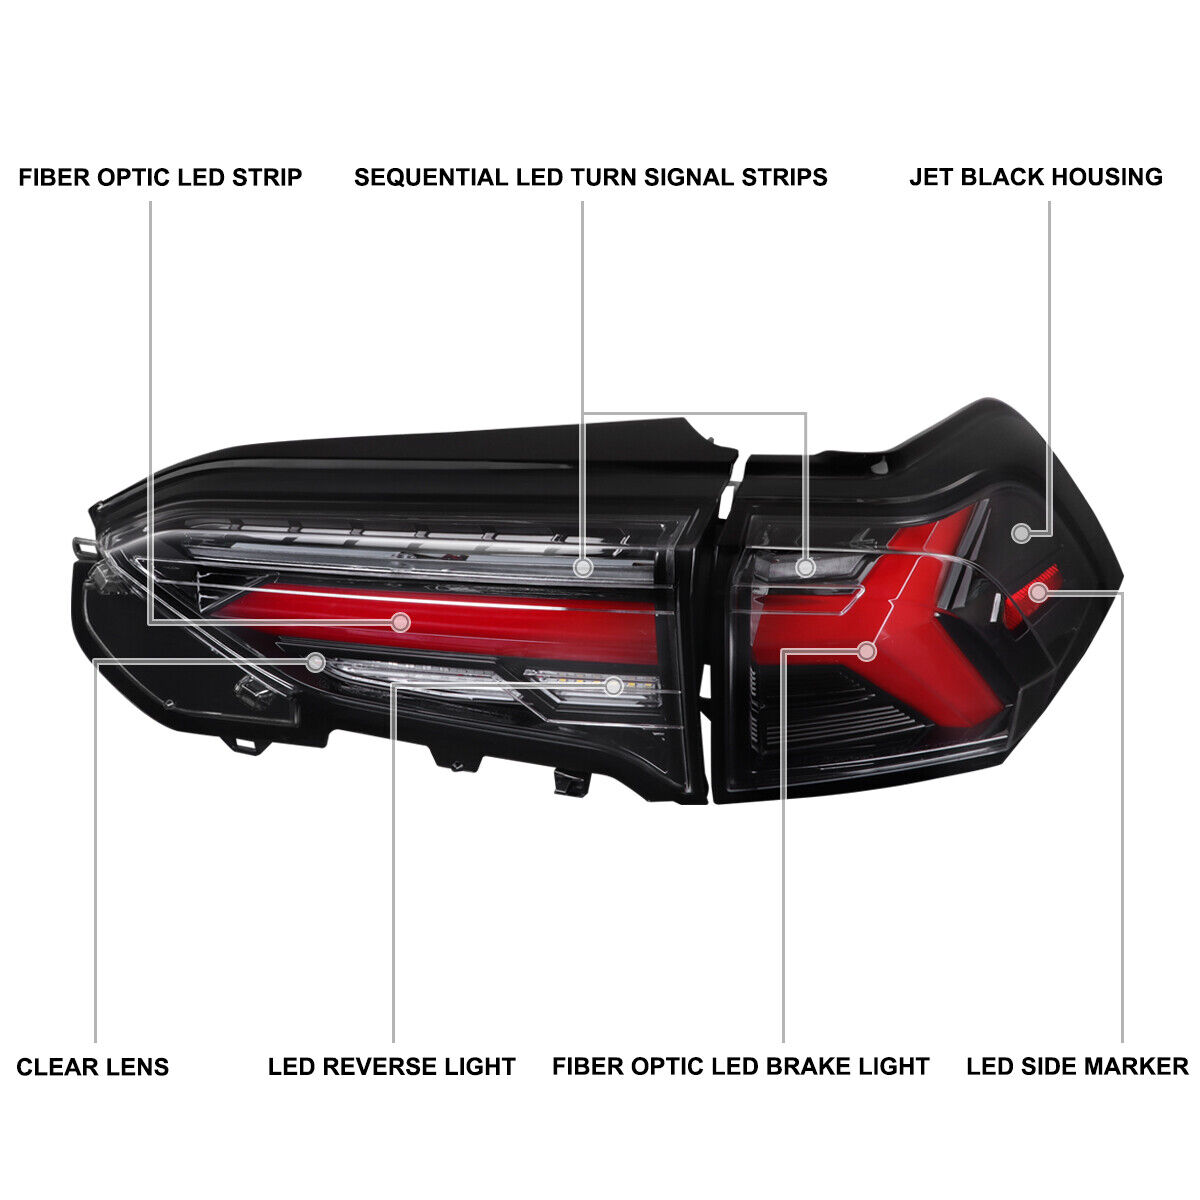 FIBER OPTIC LED STRIP
SEQUENTIAL LED TURN SIGNAL STRIPS
JET BLACK HOUSING
CLEAR LENS
LED REVERSE LIGHT
FIBER OPTIC LED BRAKE LIGHT
LED SIDE MARKER